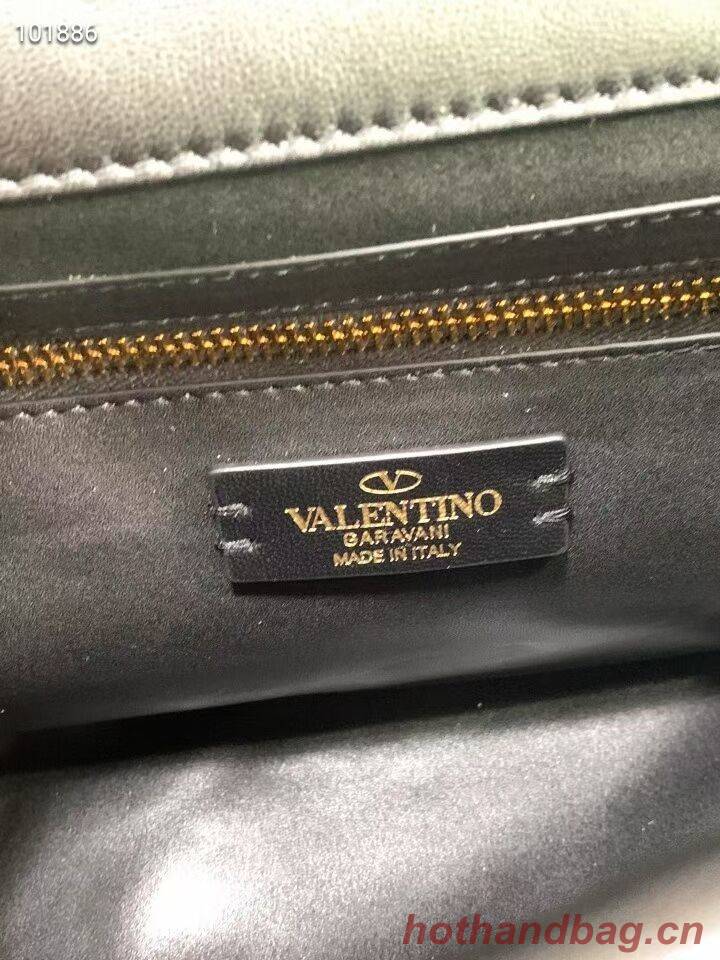 101886
V
VALENTINO
GARAVANI
MADE IN ITALY
hothandbag.cn